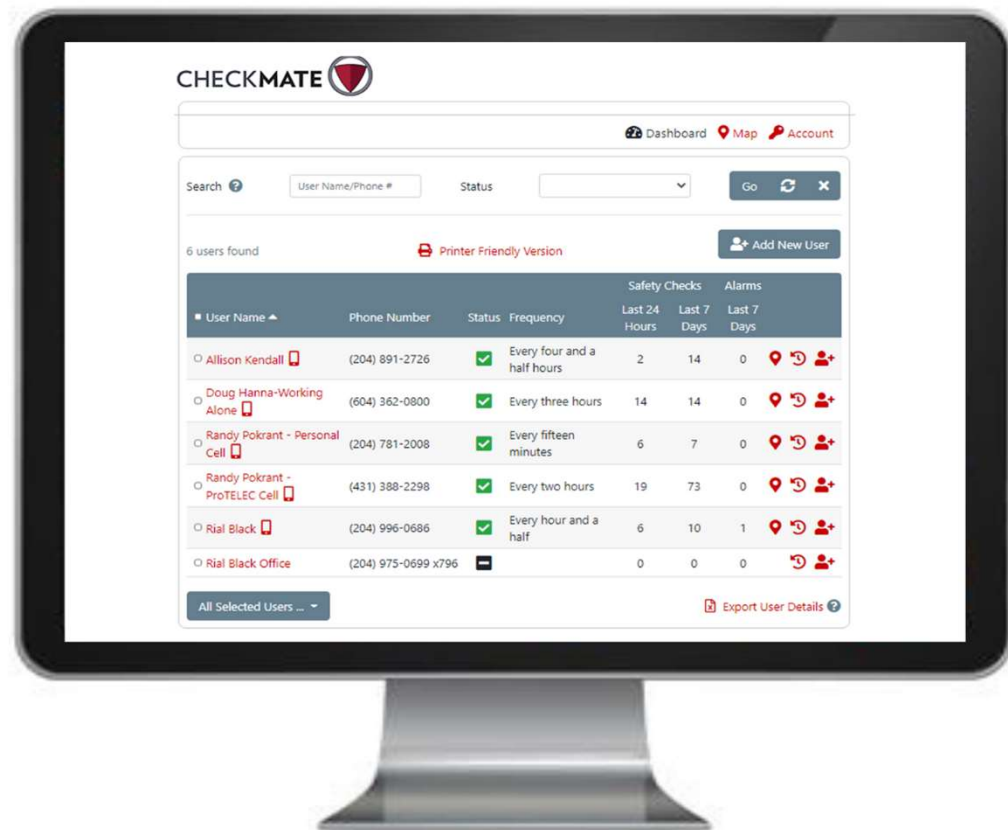 CHECKMATE
Dashboard Map Account
Search ? User Name/Phone # Status Go
6 users found Printer Friendly Version Add New User
Safety Checks Alarms
User Name Phone Number Status Frequency Last 24 Hours Last 7 Days Last 7 Days
Allison Kendall (204) 891-2726 Every four and a half hours 2 14 0
Doug Hanna-Working Alone (604) 362-0800 Every three hours 14 14 0
Randy Pokrant - Personal Cell (204) 781-2008 Every fifteen minutes 6 7 0
Randy Pokrant - ProTELEC Cell (431) 388-2298 Every two hours 19 73 0
Rial Black (204) 996-0686 Every hour and a half 6 10 1
Rial Black Office (204) 975-0699 x796 0 0 0
All Selected Users ... Export User Details ?